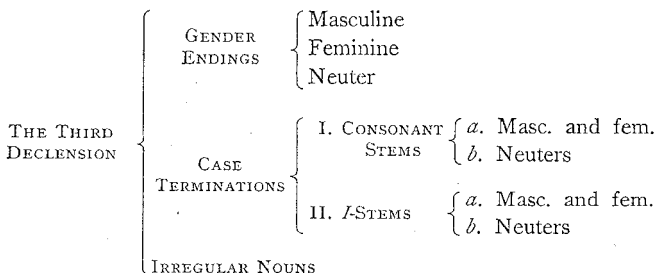 THE THIRD DECLENSION
GENDER ENDINGS
Masculine
Feminine
Neuter
CASE TERMINATIONS
I. CONSONANT STEMS
a. Masc. and fem.
b. Neuters
II. I-STEMS
a. Masc. and fem.
b. Neuters
IRREGULAR NOUNS